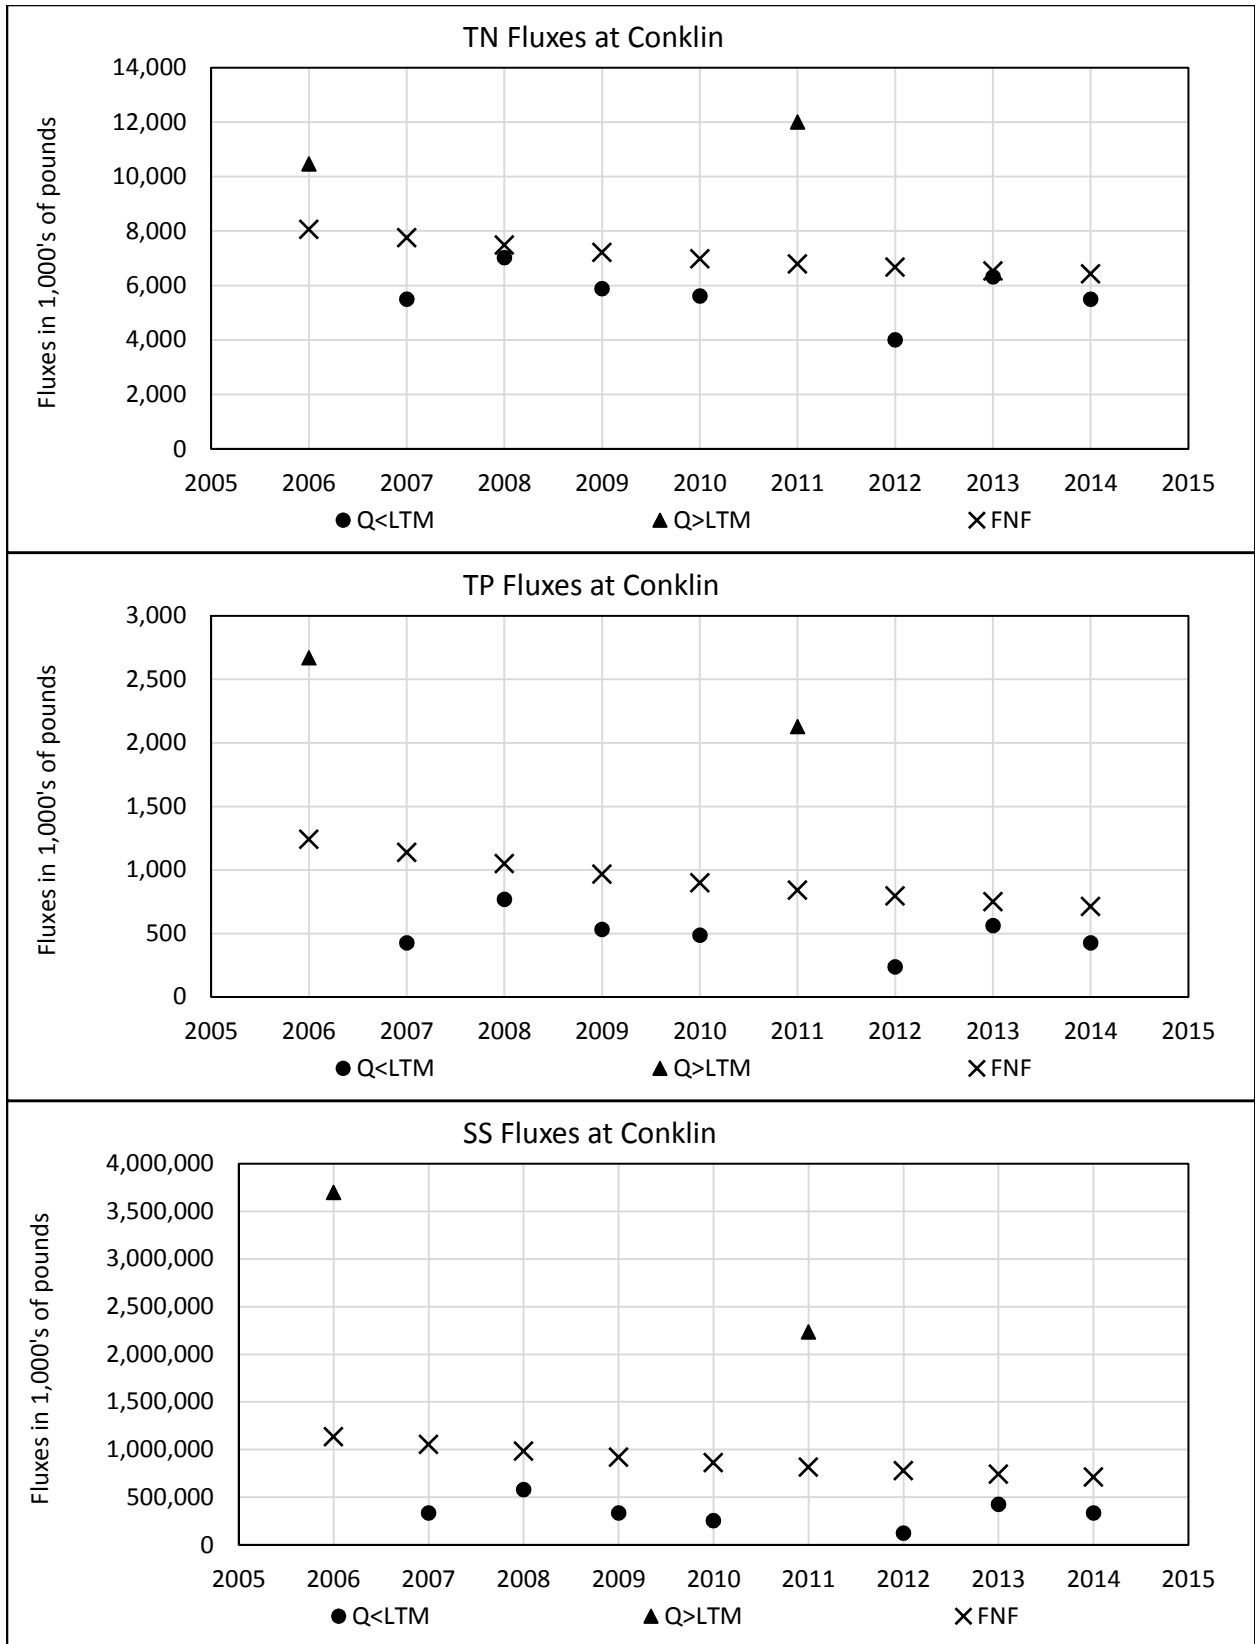 TN Fluxes at Conklin
Fluxes in 1,000's of pounds
14,000
12,000
10,000
8,000
6,000
4,000
2,000
0
2005 2006 2007 2008 2009 2010 2011 2012 2013 2014 2015
Q<LTM Q>LTM FNF
TP Fluxes at Conklin
Fluxes in 1,000's of pounds
3,000
2,500
2,000
1,500
1,000
500
0
2005 2006 2007 2008 2009 2010 2011 2012 2013 2014 2015
Q<LTM Q>LTM FNF
SS Fluxes at Conklin
Fluxes in 1,000's of pounds
4,000,000
3,500,000
3,000,000
2,500,000
2,000,000
1,500,000
1,000,000
500,000
0
2005 2006 2007 2008 2009 2010 2011 2012 2013 2014 2015
Q<LTM Q>LTM FNF